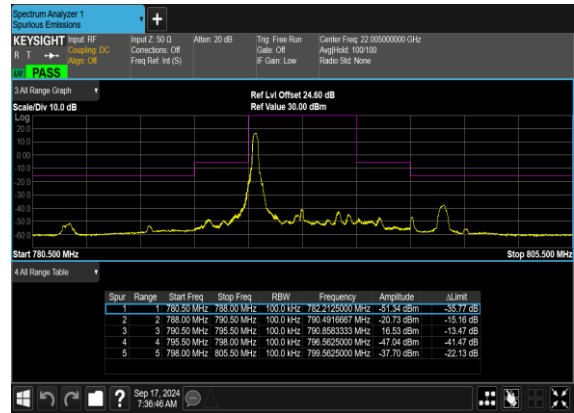 Spectrum Analyzer 1
Spurious Emissions
+
KEYSIGHT Input: RF Input Z: 50 Ω Atten: 20 dB Trig: Free Run Center Freq: 22.005000000 GHz
R T Coupling: DC Corrections: Off Gate: Off Avg|Hold: 100/100
Align: Off Freq Ref: Int (S) IF Gain: Low Radio Std: None
PASS
3 All Range Graph Ref Lvl Offset 24.60 dB
Scale/Div 10.0 dB Ref Value 30.00 dBm
Log
20.0
10.0
0.00
-10.0
-20.0
-30.0
-40.0
-50.0
-60.0
Start 780.500 MHz Stop 805.500 MHz
4 All Range Table
Spur Range Start Freq Stop Freq RBW Frequency Amplitude ΔLimit
1 1 780.50 MHz 788.00 MHz 100.0 kHz 782.2125000 MHz -51.34 dBm -35.77 dB
2 2 788.00 MHz 790.50 MHz 100.0 kHz 790.4916667 MHz -20.73 dBm -15.16 dB
3 3 790.50 MHz 795.50 MHz 100.0 kHz 790.8583333 MHz 16.53 dBm -13.47 dB
4 4 795.50 MHz 798.00 MHz 100.0 kHz 796.5625000 MHz -47.04 dBm -41.47 dB
5 5 798.00 MHz 805.50 MHz 100.0 kHz 799.5625000 MHz -37.70 dBm -22.13 dB
? Sep 17, 2024
7:36:46 AM